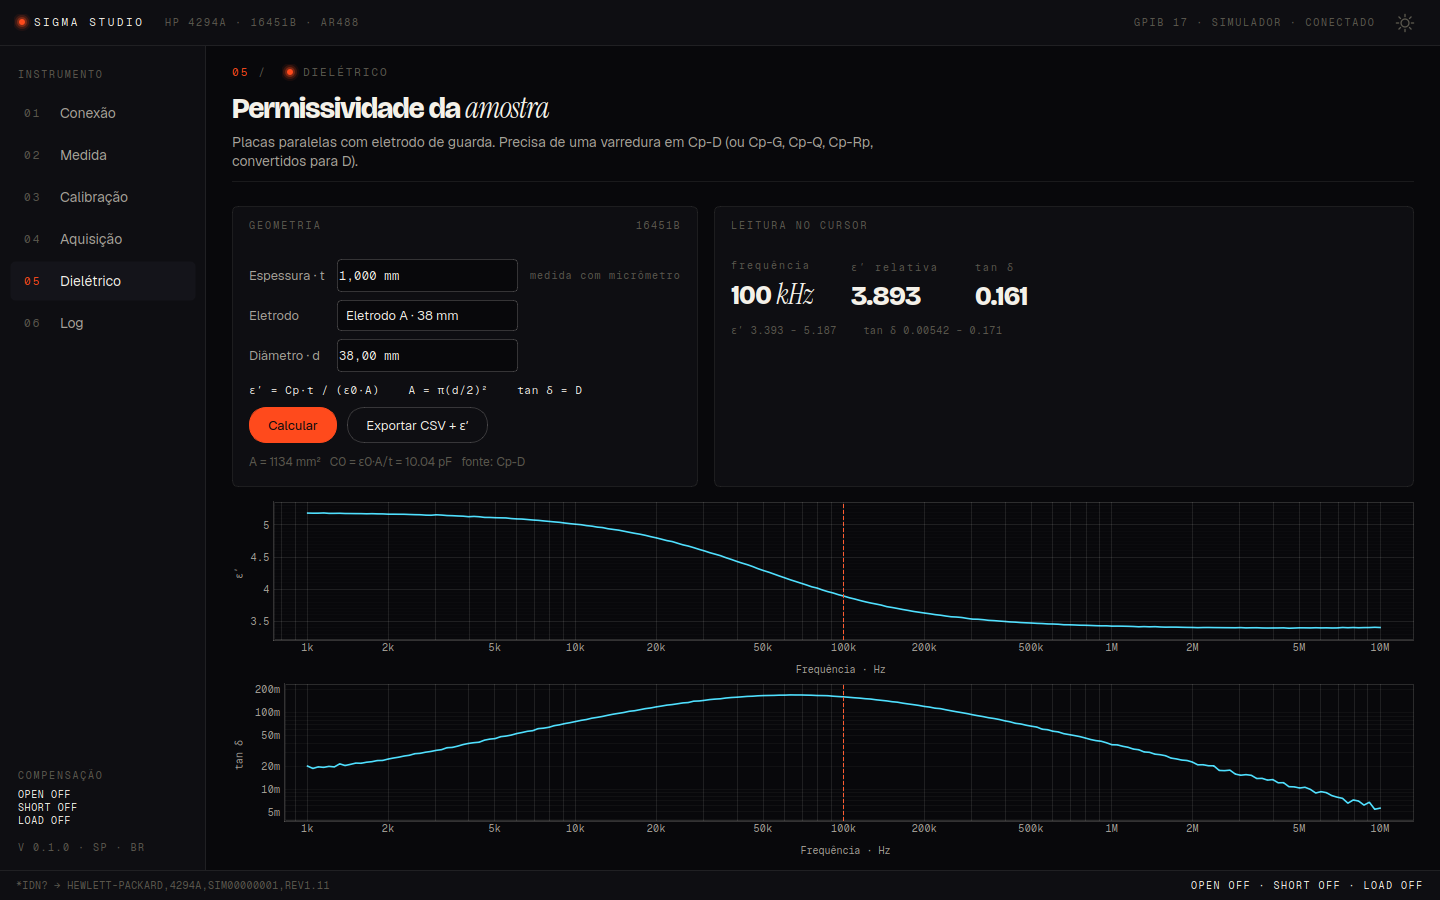 SIGMA STUDIO HP 4294A · 16451B · AR488 GPIB 17 · SIMULADOR · CONECTADO
INSTRUMENTO
01 Conexão
02 Medida
03 Calibração
04 Aquisição
05 Dielétrico
06 Log
COMPENSAÇÃO
OPEN OFF
SHORT OFF
LOAD OFF
V 0.1.0 · SP · BR
05 / DIELÉTRICO
Permissividade da amostra
Placas paralelas com eletrodo de guarda. Precisa de uma varredura em Cp-D (ou Cp-G, Cp-Q, Cp-Rp,
convertidos para D).
GEOMETRIA 16451B
Espessura · t 1,000 mm medida com micrômetro
Eletrodo Eletrodo A · 38 mm
Diâmetro · d 38,00 mm
ε′ = Cp·t / (ε0·A) A = π(d/2)² tan δ = D
Calcular Exportar CSV + ε′
A = 1134 mm² C0 = ε0·A/t = 10.04 pF fonte: Cp-D
LEITURA NO CURSOR
frequência ε′ relativa tan δ
100 kHz 3.893 0.161
ε′ 3.393 – 5.187 tan δ 0.00542 – 0.171
5
4.5
4
3.5
ε′
1k 2k 5k 10k 20k 50k 100k 200k 500k 1M 2M 5M 10M
Frequência · Hz
200m
100m
50m
20m
10m
5m
tan δ
1k 2k 5k 10k 20k 50k 100k 200k 500k 1M 2M 5M 10M
Frequência · Hz
*IDN? → HEWLETT-PACKARD,4294A,SIM00000001,REV1.11 OPEN OFF · SHORT OFF · LOAD OFF